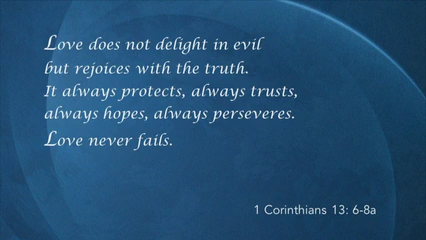 Love does not delight in evil
but rejoices with the truth.
It always protects, always trusts,
always hopes, always perseveres.
Love never fails.
1 Corinthians 13: 6-8a